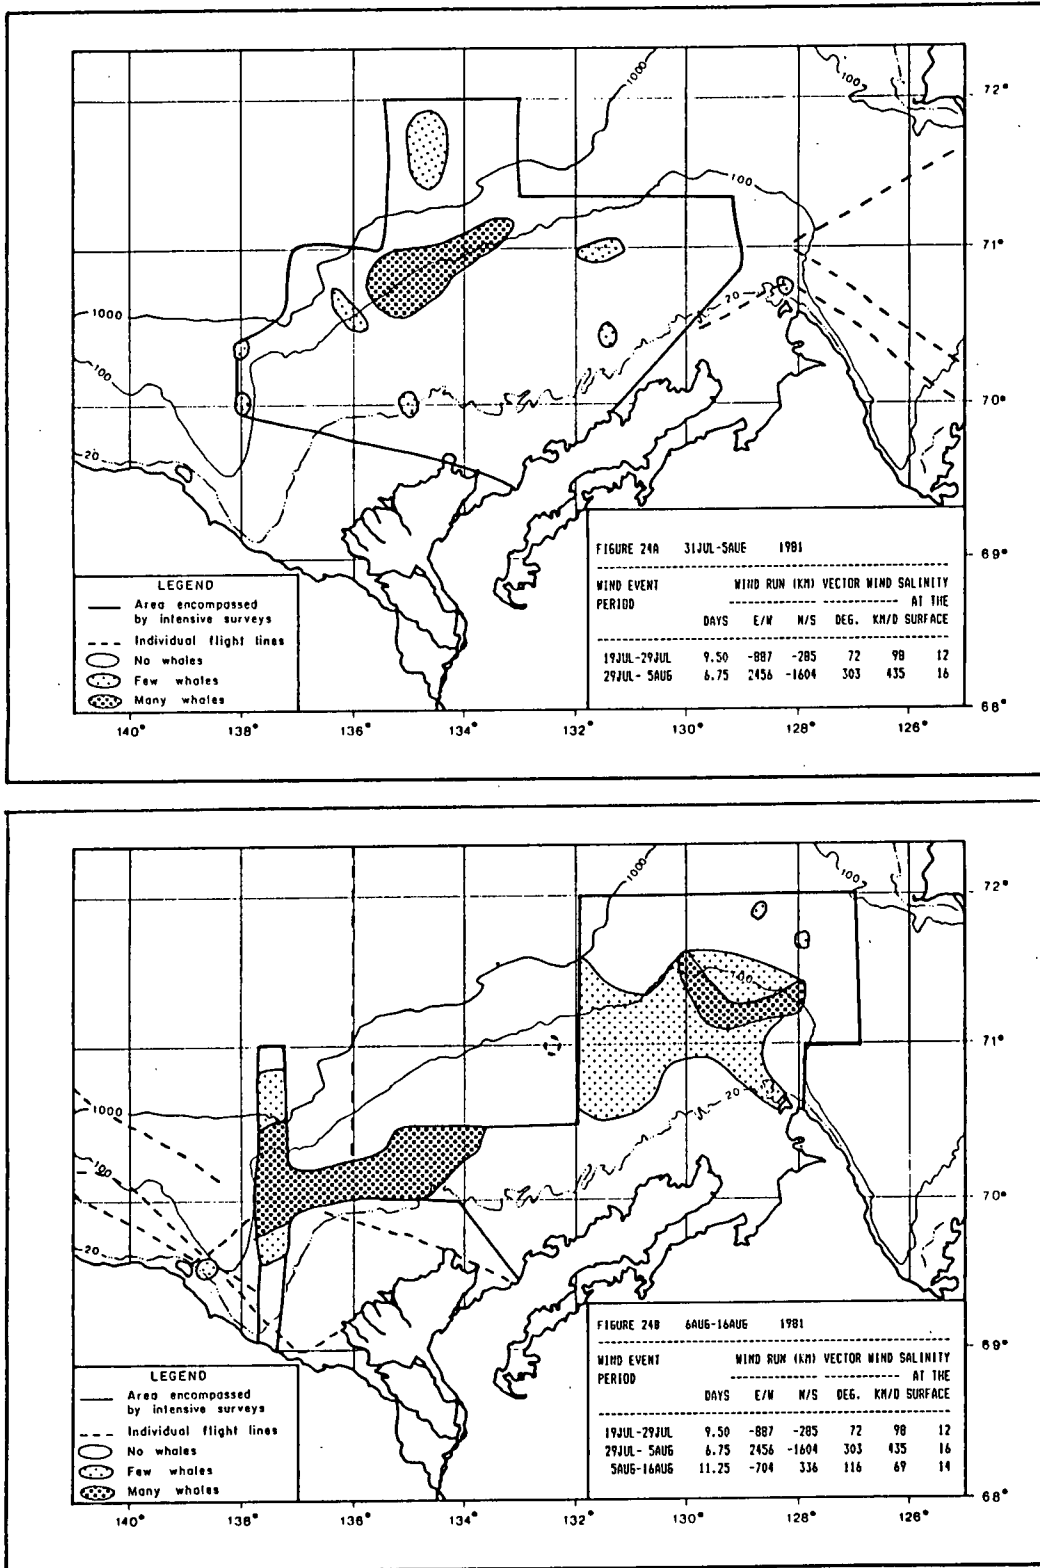 1000
100
72°
100
71°
1000
20
100
70°
20
FIGURE 24A 31JUL-5AUE 1981
WIND EVENT WIND RUN (KM) VECTOR WIND SALINITY
PERIOD AT THE
DAYS E/W N/S DEG. KM/D SURFACE
19JUL-29JUL 9.50 -887 -285 72 98 12
29JUL- 5AUG 6.75 2456 -1604 303 435 16
69°
LEGEND
Area encompassed
by intensive surveys
Individual flight lines
No whales
Few whales
Many whales
68°
140° 138° 136° 134° 132° 130° 128° 126°
1000
100
72°
100
71°
1000
20
100
70°
20
FIGURE 24B 6AUG-16AUG 1981
WIND EVENT WIND RUN (KM) VECTOR WIND SALINITY
PERIOD AT THE
DAYS E/W N/S DEG. KM/D SURFACE
19JUL-29JUL 9.50 -887 -285 72 98 12
29JUL- 5AUG 6.75 2456 -1604 303 435 16
5AUG-16AUG 11.25 -704 336 116 69 14
69°
LEGEND
Area encompassed
by intensive surveys
Individual flight lines
No whales
Few whales
Many whales
68°
140° 138° 136° 134° 132° 130° 128° 126°